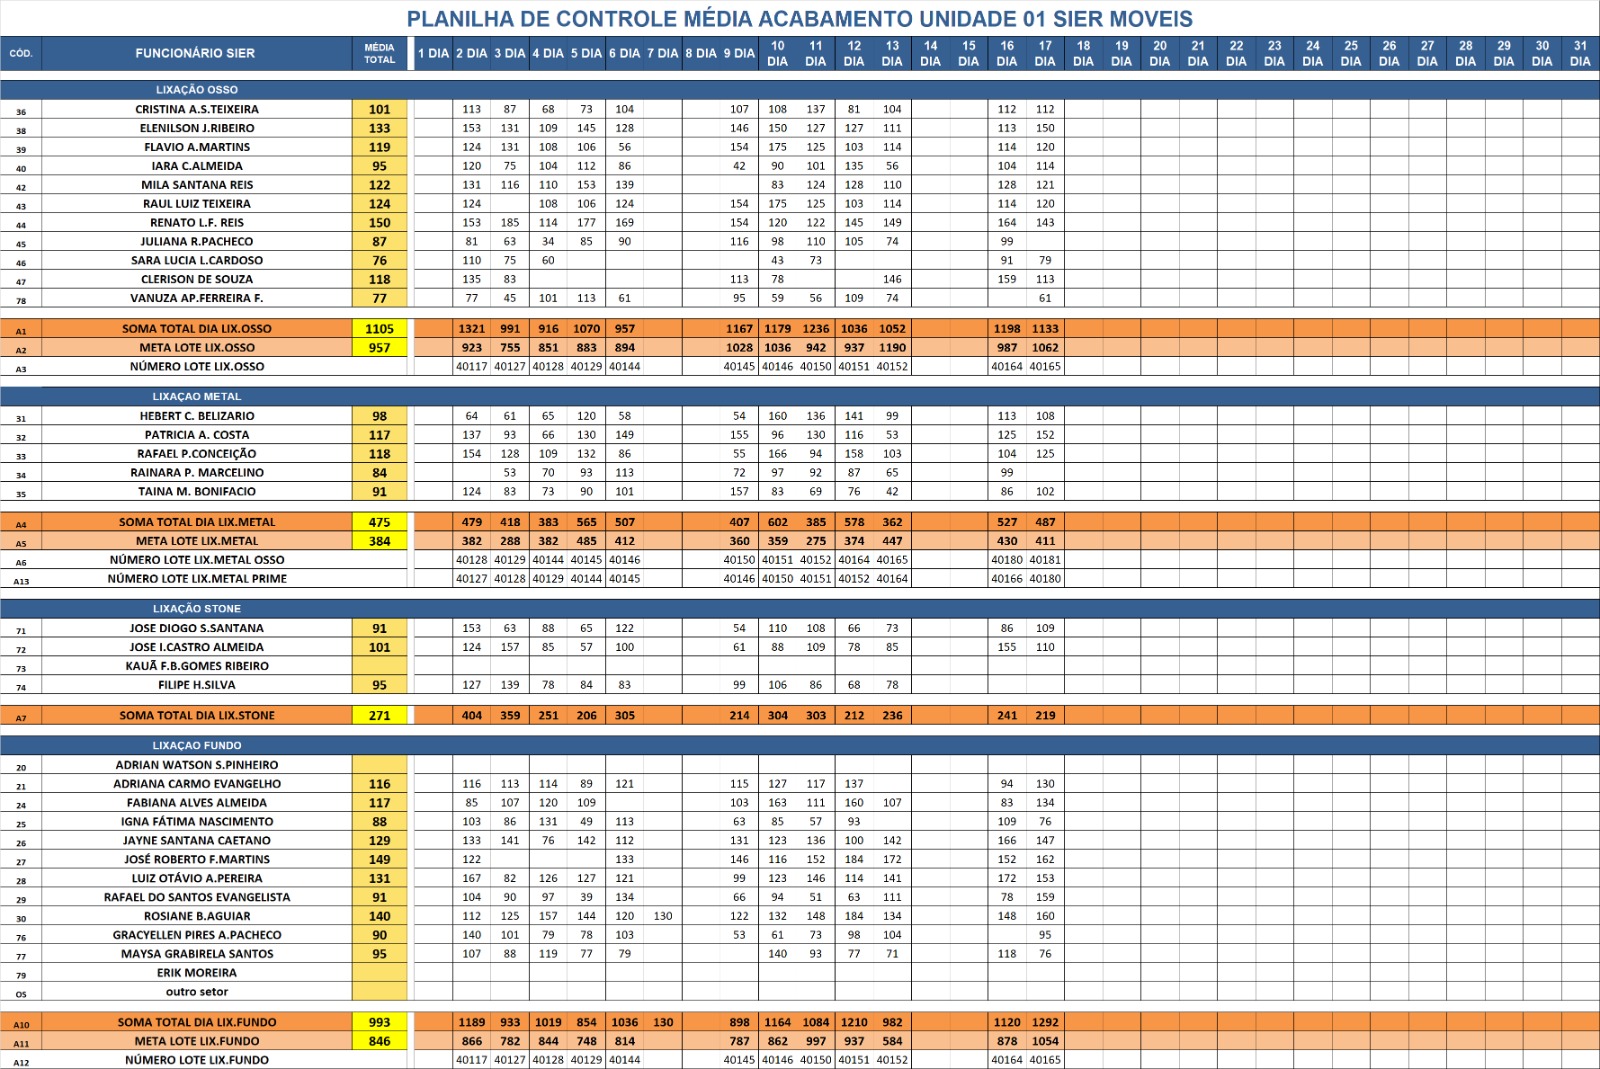 PLANILHA DE CONTROLE MÉDIA ACABAMENTO UNIDADE 01 SIER MOVEIS
CÓD. FUNCIONÁRIO SIER MÉDIA TOTAL 1 DIA 2 DIA 3 DIA 4 DIA 5 DIA 6 DIA 7 DIA 8 DIA 9 DIA 10 DIA 11 DIA 12 DIA 13 DIA 14 DIA 15 DIA 16 DIA 17 DIA 18 DIA 19 DIA 20 DIA 21 DIA 22 DIA 23 DIA 24 DIA 25 DIA 26 DIA 27 DIA 28 DIA 29 DIA 30 DIA 31 DIA
LIXAÇÃO OSSO
36 CRISTINA A.S.TEIXEIRA 101 113 87 68 73 104 107 108 137 81 104 112 112
38 ELENILSON J.RIBEIRO 133 153 131 109 145 128 146 150 127 127 111 113 150
39 FLAVIO A.MARTINS 119 124 131 108 106 56 154 175 125 103 114 114 120
40 IARA C.ALMEIDA 95 120 75 104 112 86 42 90 101 135 56 104 114
42 MILA SANTANA REIS 122 131 116 110 153 139 83 124 128 110 128 121
43 RAUL LUIZ TEIXEIRA 124 124 108 106 124 154 175 125 103 114 114 120
44 RENATO L.F. REIS 150 153 185 114 177 169 154 120 122 145 149 164 143
45 JULIANA R.PACHECO 87 81 63 34 85 90 116 98 110 105 74 99
46 SARA LUCIA L.CARDOSO 76 110 75 60 43 73 91 79
47 CLERISON DE SOUZA 118 135 83 113 78 146 159 113
78 VANUZA AP.FERREIRA F. 77 77 45 101 113 61 95 59 56 109 74 61
A1 SOMA TOTAL DIA LIX.OSSO 1105 1321 991 916 1070 957 1167 1179 1236 1036 1052 1198 1133
A2 META LOTE LIX.OSSO 957 923 755 851 883 894 1028 1036 942 937 1190 987 1062
A3 NÚMERO LOTE LIX.OSSO 40117 40127 40128 40129 40144 40145 40146 40150 40151 40152 40164 40165
LIXAÇAO METAL
31 HEBERT C. BELIZARIO 98 64 61 65 120 58 54 160 136 141 99 113 108
32 PATRICIA A. COSTA 117 137 93 66 130 149 155 96 130 116 53 125 152
33 RAFAEL P.CONCEIÇÃO 118 154 128 109 132 86 55 166 94 158 103 104 125
34 RAINARA P. MARCELINO 84 53 70 93 113 72 97 92 87 65 99
35 TAINA M. BONIFACIO 91 124 83 73 90 101 157 83 69 76 42 86 102
A4 SOMA TOTAL DIA LIX.METAL 475 479 418 383 565 507 407 602 385 578 362 527 487
A5 META LOTE LIX.METAL 384 382 288 382 485 412 360 359 275 374 447 430 411
A6 NÚMERO LOTE LIX.METAL OSSO 40128 40129 40144 40145 40146 40150 40151 40152 40164 40165 40180 40181
A13 NÚMERO LOTE LIX.METAL PRIME 40127 40128 40129 40144 40145 40146 40150 40151 40152 40164 40166 40180
LIXAÇÃO STONE
71 JOSE DIOGO S.SANTANA 91 153 63 88 65 122 54 110 108 66 73 86 109
72 JOSE I.CASTRO ALMEIDA 101 124 157 85 57 100 61 88 109 78 85 155 110
73 KAUÃ F.B.GOMES RIBEIRO
74 FILIPE H.SILVA 95 127 139 78 84 83 99 106 86 68 78
A7 SOMA TOTAL DIA LIX.STONE 271 404 359 251 206 305 214 304 303 212 236 241 219
LIXAÇAO FUNDO
20 ADRIAN WATSON S.PINHEIRO
21 ADRIANA CARMO EVANGELHO 116 116 113 114 89 121 115 127 117 137 94 130
24 FABIANA ALVES ALMEIDA 117 85 107 120 109 103 163 111 160 107 83 134
25 IGNA FÁTIMA NASCIMENTO 88 103 86 131 49 113 63 85 57 93 109 76
26 JAYNE SANTANA CAETANO 129 133 141 76 142 112 131 123 136 100 142 166 147
27 JOSÉ ROBERTO F.MARTINS 149 122 133 146 116 152 184 172 152 162
28 LUIZ OTÁVIO A.PEREIRA 131 167 82 126 127 121 99 123 146 114 141 172 153
29 RAFAEL DO SANTOS EVANGELISTA 91 104 90 97 39 134 66 94 51 63 111 78 159
30 ROSIANE B.AGUIAR 140 112 125 157 144 120 130 122 132 148 184 134 148 160
76 GRACYELLEN PIRES A.PACHECO 90 140 101 79 78 103 53 61 73 98 104 95
77 MAYSA GRABIRELA SANTOS 95 107 88 119 77 79 140 93 77 71 118 76
79 ERIK MOREIRA
OS outro setor
A10 SOMA TOTAL DIA LIX.FUNDO 993 1189 933 1019 854 1036 130 898 1164 1084 1210 982 1120 1292
A11 META LOTE LIX.FUNDO 846 866 782 844 748 814 787 862 997 937 584 878 1054
A12 NÚMERO LOTE LIX.FUNDO 40117 40127 40128 40129 40144 40145 40146 40150 40151 40152 40164 40165